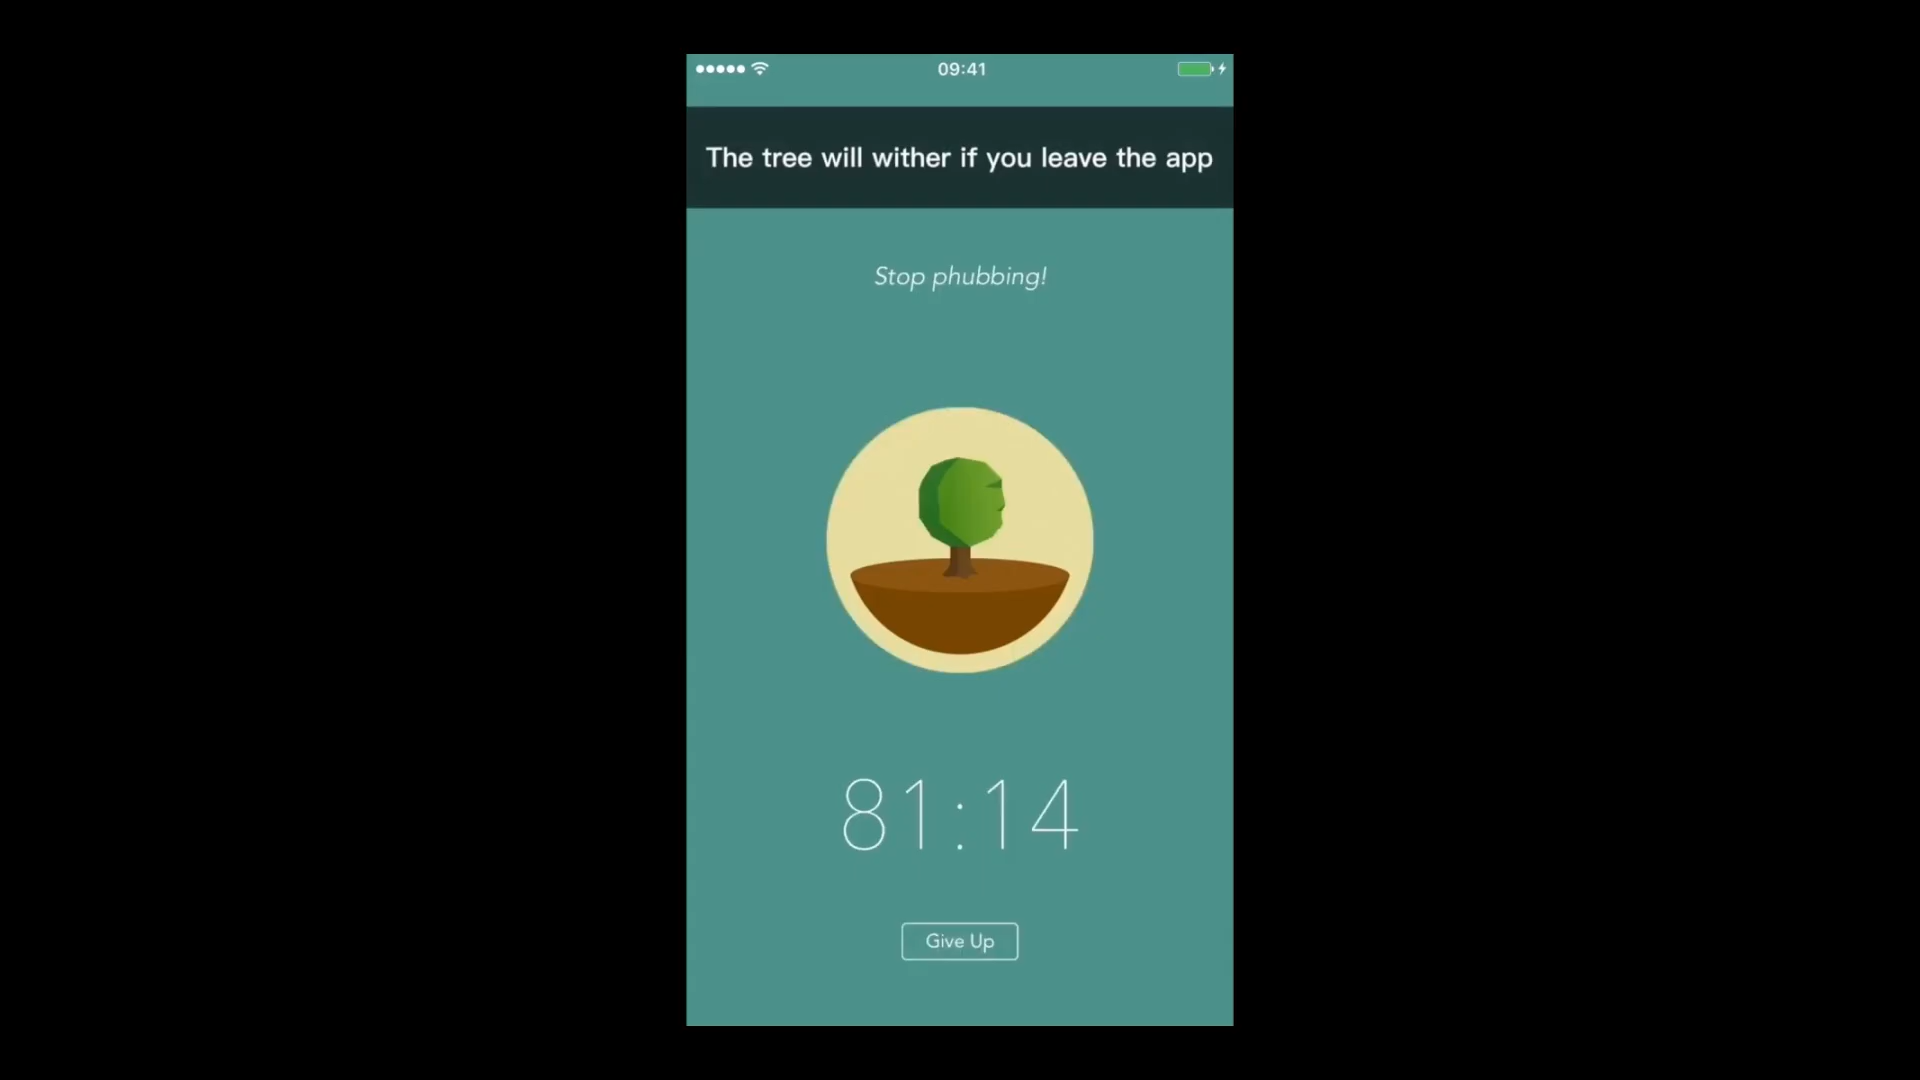 09:41
The tree will wither if you leave the app
Stop phubbing!
81:14
Give Up